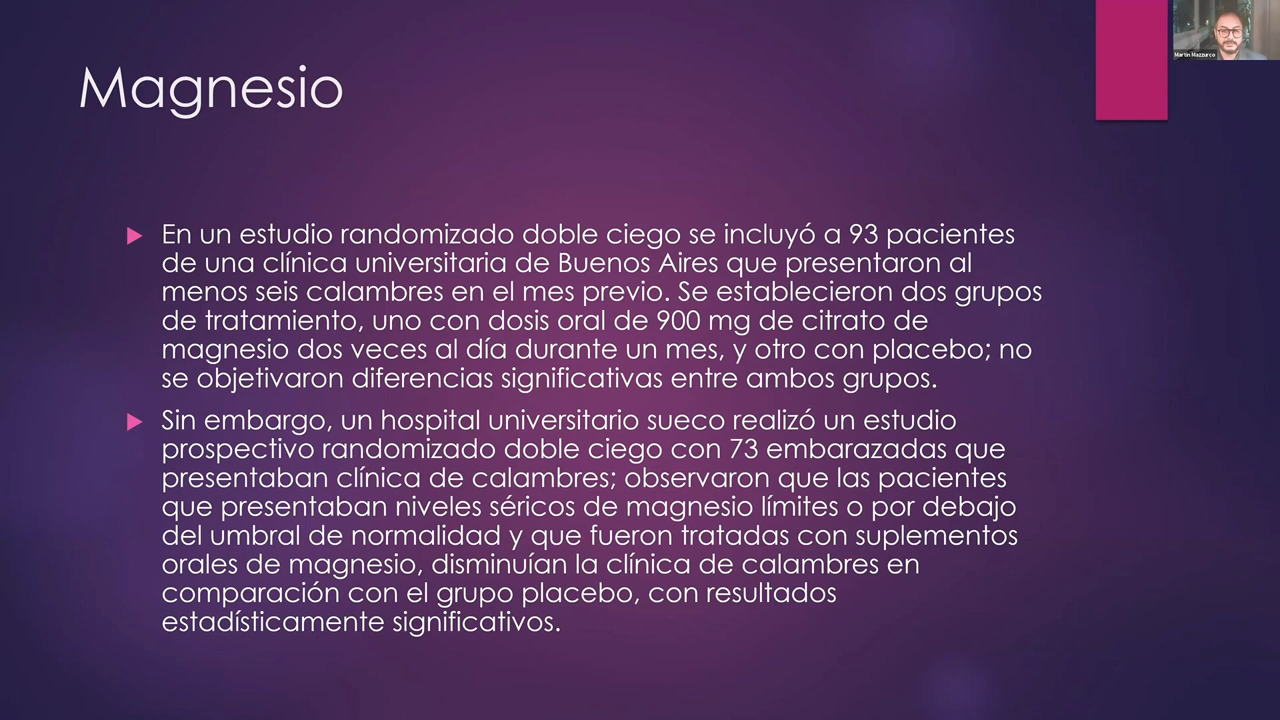 Magnesio
Martin Mazzurco
En un estudio randomizado doble ciego se incluyó a 93 pacientes
de una clínica universitaria de Buenos Aires que presentaron al
menos seis calambres en el mes previo. Se establecieron dos grupos
de tratamiento, uno con dosis oral de 900 mg de citrato de
magnesio dos veces al día durante un mes, y otro con placebo; no
se objetivaron diferencias significativas entre ambos grupos.
Sin embargo, un hospital universitario sueco realizó un estudio
prospectivo randomizado doble ciego con 73 embarazadas que
presentaban clínica de calambres; observaron que las pacientes
que presentaban niveles séricos de magnesio límites o por debajo
del umbral de normalidad y que fueron tratadas con suplementos
orales de magnesio, disminuían la clínica de calambres en
comparación con el grupo placebo, con resultados
estadísticamente significativos.